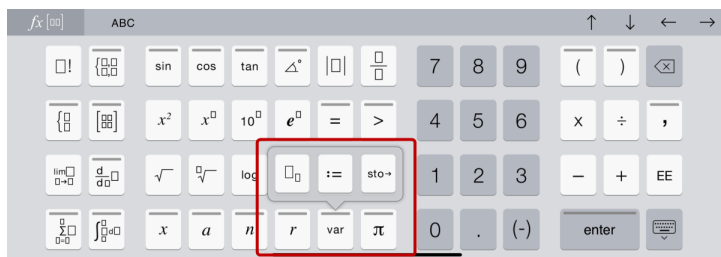 fx [▯▯] ABC ↑ ↓ ← →
▯! {▯,▯ ▯,▯ sin cos tan ∠° |▯| ▯/▯ 7 8 9 ( ) ⌫
{▯ ▯ [▯▯ ▯▯] x² x^▯ 10^▯ e^▯ = > 4 5 6 x ÷ ,
lim▯ ▯→▯ d/d▯ ▯ √ ▯√ log ▯▯ := sto→ 1 2 3 − + EE
▯ Σ▯ ▯=▯ ∫▯ ▯ d▯ x a n r var π 0 . (-) enter